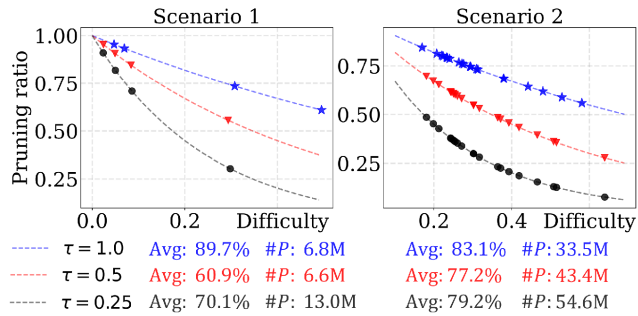 Scenario 1
Scenario 2
Pruning ratio
1.00
0.75
0.50
0.25
0.75
0.50
0.25
0.0
0.2
Difficulty
0.2
0.4
Difficulty
τ = 1.0 Avg: 89.7% #P: 6.8M 83.1% #P: 33.5M
τ = 0.5 Avg: 60.9% #P: 6.6M 77.2% #P: 43.4M
τ = 0.25 Avg: 70.1% #P: 13.0M 79.2% #P: 54.6M